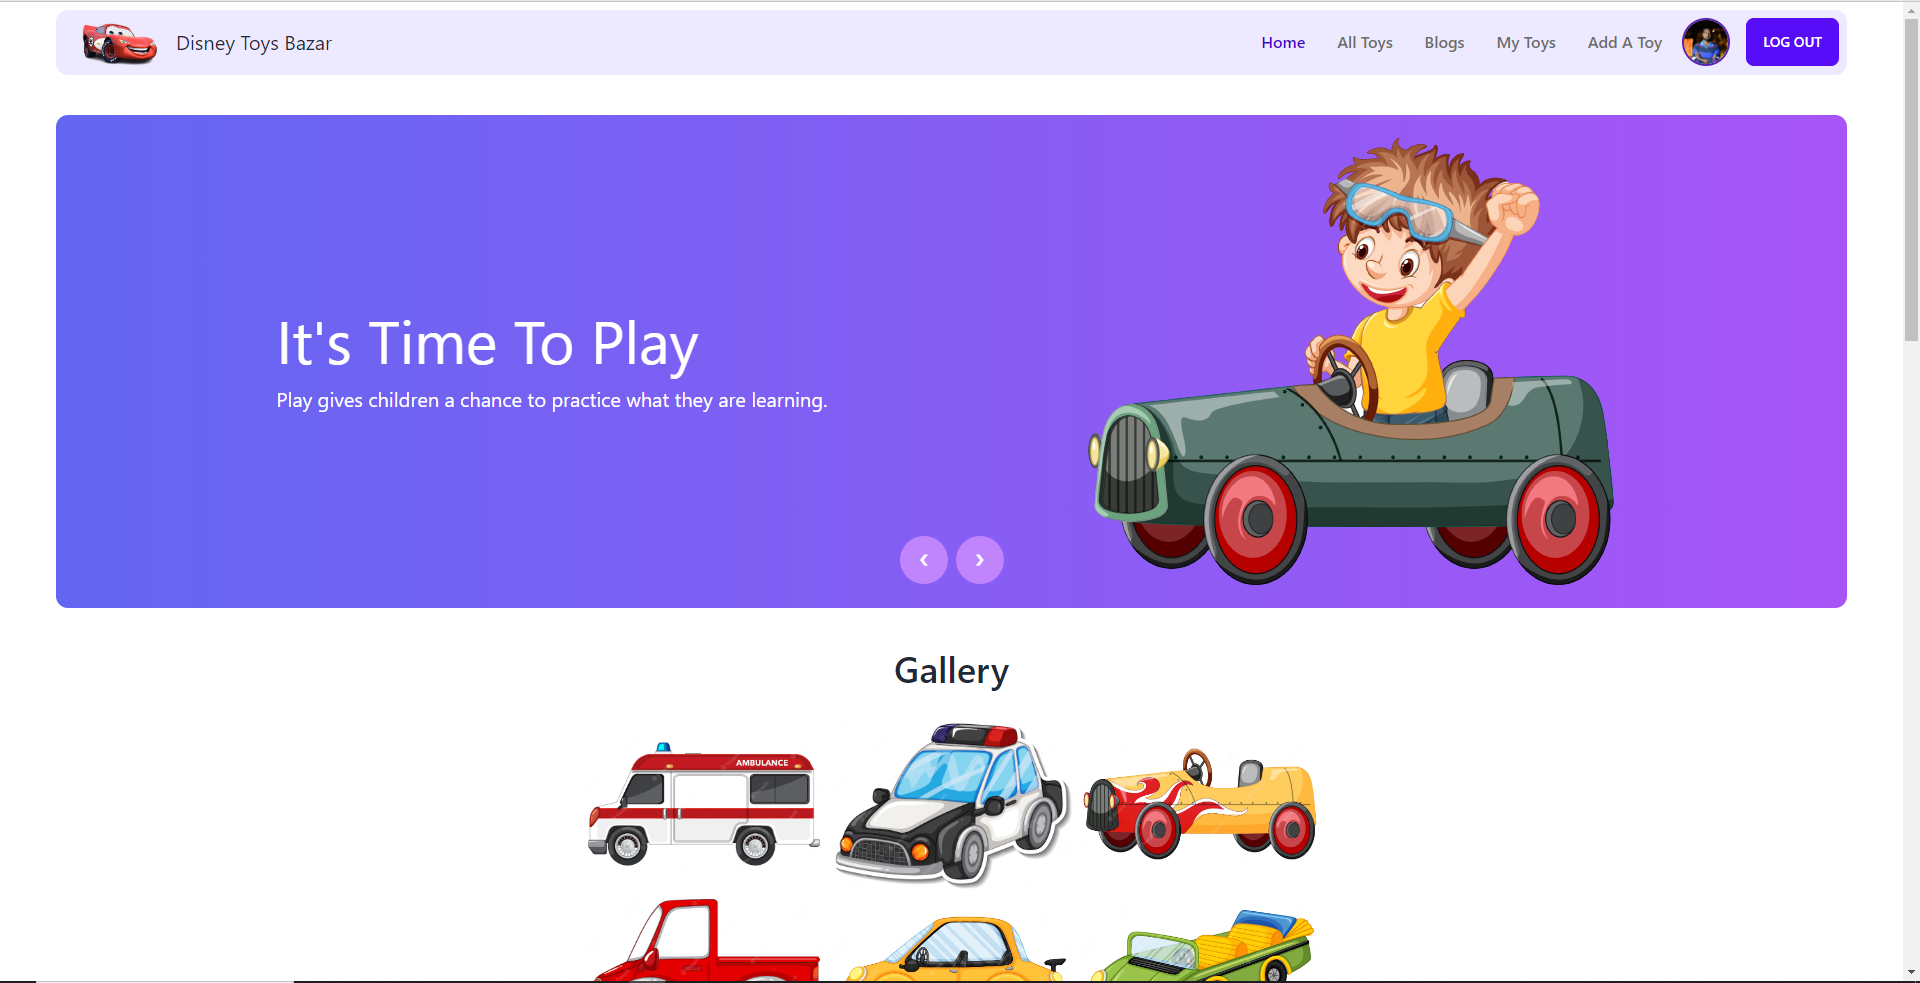 Disney Toys Bazar
Home
All Toys
Blogs
My Toys
Add A Toy
LOG OUT
It's Time To Play
Play gives children a chance to practice what they are learning.
Gallery
AMBULANCE